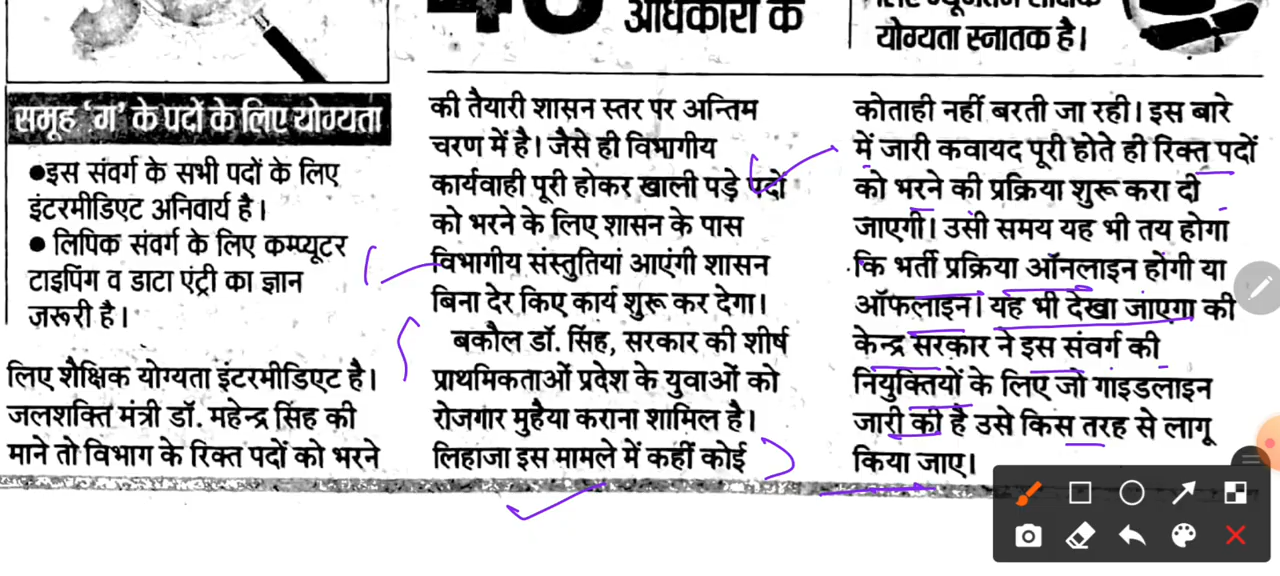 अधिकारी के
योग्यता स्नातक है।
समूह 'ग' के पदों के लिए योग्यता
●इस संवर्ग के सभी पदों के लिए
इंटरमीडिएट अनिवार्य है।
● लिपिक संवर्ग के लिए कम्प्यूटर
टाइपिंग व डाटा एंट्री का ज्ञान
ज़रूरी है।
लिए शैक्षिक योग्यता इंटरमीडिएट है।
जलशक्ति मंत्री डॉ. महेन्द्र सिंह की
माने तो विभाग के रिक्त पदों को भरने
की तैयारी शासन स्तर पर अन्तिम
चरण में है। जैसे ही विभागीय
कार्यवाही पूरी होकर खाली पड़े पदों
को भरने के लिए शासन के पास
विभागीय संस्तुतियां आएंगी शासन
बिना देर किए कार्य शुरू कर देगा।
बकौल डॉ. सिंह, सरकार की शीर्ष
प्राथमिकताओं प्रदेश के युवाओं को
रोजगार मुहैया कराना शामिल है।
लिहाजा इस मामले में कहीं कोई
कोताही नहीं बरती जा रही। इस बारे
में जारी कवायद पूरी होते ही रिक्त पदों
को भरने की प्रक्रिया शुरू करा दी
जाएगी। उसी समय यह भी तय होगा
कि भर्ती प्रक्रिया ऑनलाइन होगी या
ऑफलाइन। यह भी देखा जाएगा की
केन्द्र सरकार ने इस संवर्ग की
नियुक्तियों के लिए जो गाइडलाइन
जारी की है उसे किस तरह से लागू
किया जाए।